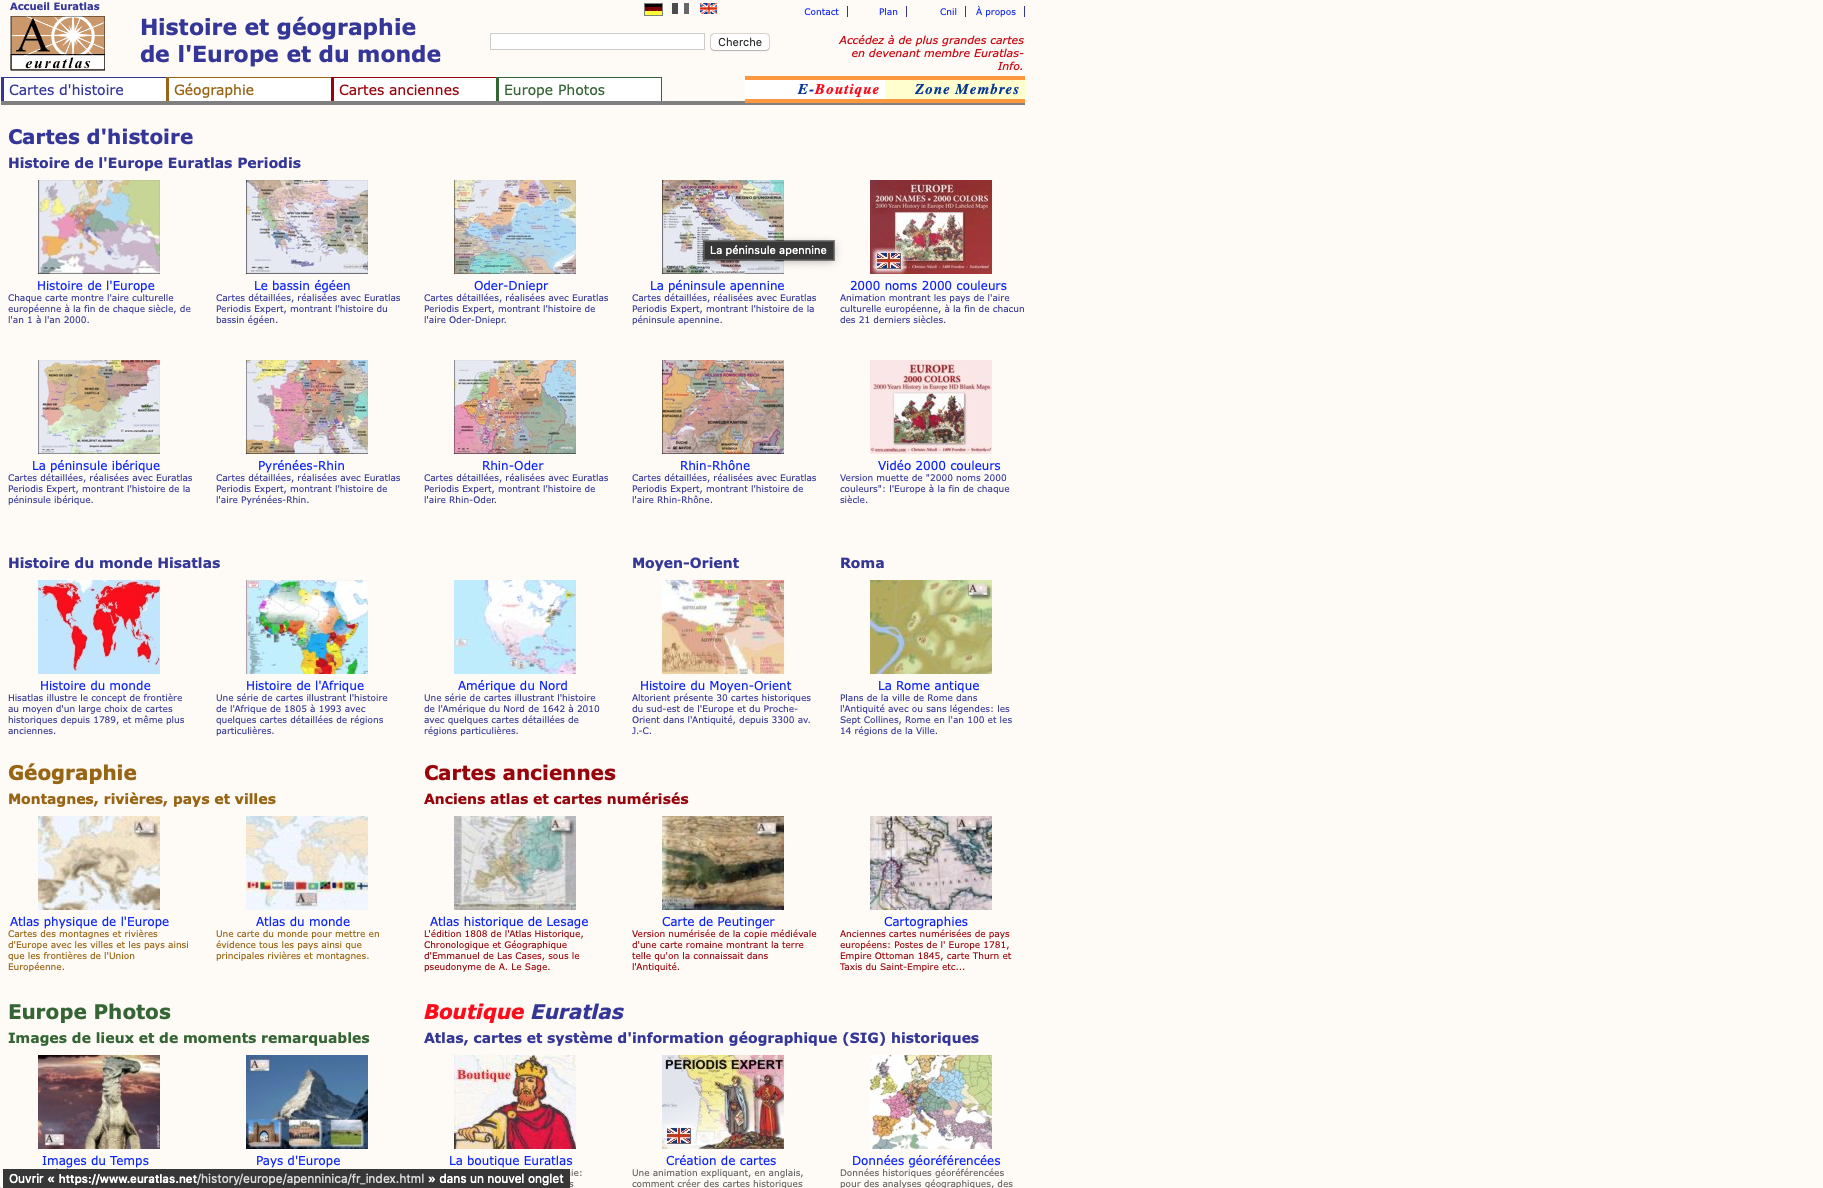 Accueil Euratlas
A
euratlas
Histoire et géographie
de l'Europe et du monde
Cherche
Contact
Plan
Cnil
À propos
Accédez à de plus grandes cartes
en devenant membre Euratlas-
Info.
Cartes d'histoire
Géographie
Cartes anciennes
Europe Photos
E-Boutique
Zone Membres
Cartes d'histoire
Histoire de l'Europe Euratlas Periodis
EUROPE
2000 NAMES • 2000 COLORS
2000 Years History in Europe HD Labeled Maps
La péninsule apennine
Histoire de l'Europe
Chaque carte montre l'aire culturelle
européenne à la fin de chaque siècle, de
l'an 1 à l'an 2000.
Le bassin égéen
Cartes détaillées, réalisées avec Euratlas
Periodis Expert, montrant l'histoire du
bassin égéen.
Oder-Dniepr
Cartes détaillées, réalisées avec Euratlas
Periodis Expert, montrant l'histoire de
l'aire Oder-Dniepr.
La péninsule apennine
Cartes détaillées, réalisées avec Euratlas
Periodis Expert, montrant l'histoire de la
péninsule apennine.
2000 noms 2000 couleurs
Animation montrant les pays de l'aire
culturelle européenne, à la fin de chacun
des 21 derniers siècles.
EUROPE
2000 COLORS
2000 Years History in Europe HD Blank Maps
La péninsule ibérique
Cartes détaillées, réalisées avec Euratlas
Periodis Expert, montrant l'histoire de la
péninsule ibérique.
Pyrénées-Rhin
Cartes détaillées, réalisées avec Euratlas
Periodis Expert, montrant l'histoire de
l'aire Pyrénées-Rhin.
Rhin-Oder
Cartes détaillées, réalisées avec Euratlas
Periodis Expert, montrant l'histoire de
l'aire Rhin-Oder.
Rhin-Rhône
Cartes détaillées, réalisées avec Euratlas
Periodis Expert, montrant l'histoire de
l'aire Rhin-Rhône.
Vidéo 2000 couleurs
Version muette de "2000 noms 2000
couleurs": l'Europe à la fin de chaque
siècle.
Histoire du monde Hisatlas
Moyen-Orient
Roma
Histoire du monde
Hisatlas illustre le concept de frontière
au moyen d'un large choix de cartes
historiques depuis 1789, et même plus
anciennes.
Histoire de l'Afrique
Une série de cartes illustrant l'histoire
de l'Afrique de 1805 à 1993 avec
quelques cartes détaillées de régions
particulières.
Amérique du Nord
Une série de cartes illustrant l'histoire
de l'Amérique du Nord de 1642 à 2010
avec quelques cartes détaillées de
régions particulières.
Histoire du Moyen-Orient
Altorient présente 30 cartes historiques
du sud-est de l'Europe et du Proche-
Orient dans l'Antiquité, depuis 3300 av.
J.-C.
La Rome antique
Plans de la ville de Rome dans
l'Antiquité avec ou sans légendes: les
Sept Collines, Rome en l'an 100 et les
14 régions de la Ville.
Géographie
Montagnes, rivières, pays et villes
Cartes anciennes
Anciens atlas et cartes numérisés
Atlas physique de l'Europe
Cartes des montagnes et rivières
d'Europe avec les villes et les pays ainsi
que les frontières de l'Union
Européenne.
Atlas du monde
Une carte du monde pour mettre en
évidence tous les pays ainsi que
principales rivières et montagnes.
Atlas historique de Lesage
L'édition 1808 de l'Atlas Historique,
Chronologique et Géographique
d'Emmanuel de Las Cases, sous le
pseudonyme de A. Le Sage.
Carte de Peutinger
Version numérisée de la copie médiévale
d'une carte romaine montrant la terre
telle qu'on la connaissait dans
l'Antiquité.
Cartographies
Anciennes cartes numérisées de pays
européens: Postes de l' Europe 1781,
Empire Ottoman 1845, carte Thurn et
Taxis du Saint-Empire etc...
Europe Photos
Images de lieux et de moments remarquables
Boutique Euratlas
Atlas, cartes et système d'information géographique (SIG) historiques
Boutique
PERIODIS EXPERT
Images du Temps
Pays d'Europe
La boutique Euratlas
Création de cartes
Une animation expliquant, en anglais,
comment créer des cartes historiques
Données géoréférencées
Données historiques géoréférencées
pour des analyses géographiques, des
Ouvrir « https://www.euratlas.net/history/europe/apenninica/fr_index.html » dans un nouvel onglet